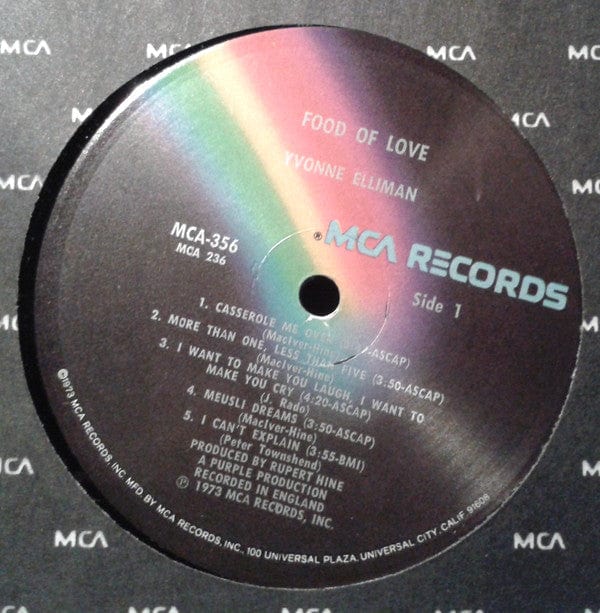 MCA
MCA
MCA
MCA
MCA
MCA
MCA
MCA
MCA
MCA
MCA
FOOD OF LOVE
YVONNE ELLIMAN
MCA-356
MCA 236
®MCA RECORDS
Side 1
1. CASSEROLE ME OVER -ASCAP)
(MacIver-Hine)
2. MORE THAN ONE, LESS THAN FIVE (3:50-ASCAP)
(MacIver-Hine)
3. I WANT TO MAKE YOU LAUGH, I WANT TO
MAKE YOU CRY (4:20-ASCAP)
(J. Rado)
4. MEUSLI DREAMS (3:50-ASCAP)
(MacIver-Hine)
5. I CAN'T EXPLAIN (3:55-BMI)
(Peter Townshend)
PRODUCED BY RUPERT HINE
A PURPLE PRODUCTION
RECORDED IN ENGLAND
℗ 1973 MCA RECORDS, INC.
©1973 MCA RECORDS, INC. MFD. BY MCA RECORDS, INC., 100 UNIVERSAL PLAZA, UNIVERSAL CITY, CALIF. 91608
MCA
MCA
MCA
MCA